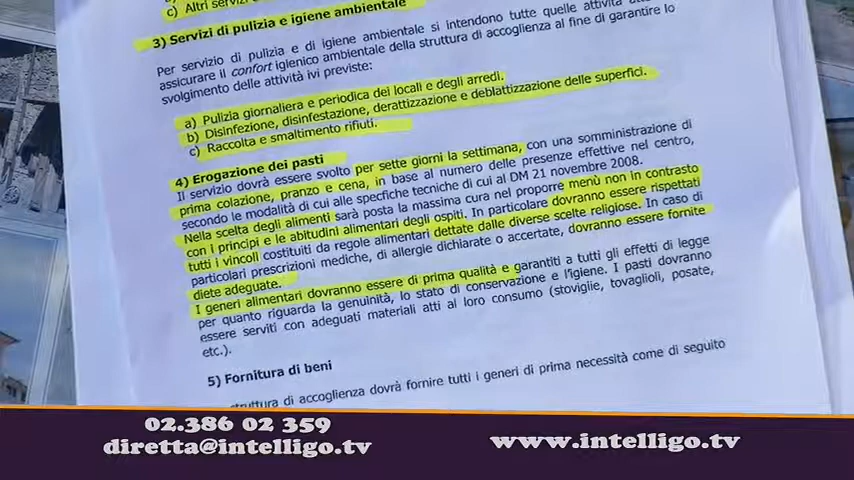 c) Altri servizi
3) Servizi di pulizia e igiene ambientale
Per servizio di pulizia e di igiene ambientale si intendono tutte quelle attività
assicurare il confort igienico ambientale della struttura di accoglienza al fine di garantire lo
svolgimento delle attività ivi previste:
a) Pulizia giornaliera e periodica dei locali e degli arredi.
b) Disinfezione, disinfestazione, derattizzazione e deblattizzazione delle superfici.
c) Raccolta e smaltimento rifiuti.
4) Erogazione dei pasti
Il servizio dovrà essere svolto per sette giorni la settimana, con una somministrazione di
prima colazione, pranzo e cena, in base al numero delle presenze effettive nel centro,
secondo le modalità di cui alle specfiche tecniche di cui al DM 21 novembre 2008.
Nella scelta degli alimenti sarà posta la massima cura nel proporre menù non in contrasto
con i principi e le abitudini alimentari degli ospiti. In particolare dovranno essere rispettati
tutti i vincoli costituiti da regole alimentari dettate dalle diverse scelte religiose. In caso di
particolari prescrizioni mediche, di allergie dichiarate o accertate, dovranno essere fornite
diete adeguate.
I generi alimentari dovranno essere di prima qualità e garantiti a tutti gli effetti di legge
per quanto riguarda la genuinità, lo stato di conservazione e l'igiene. I pasti dovranno
essere serviti con adeguati materiali atti al loro consumo (stoviglie, tovaglioli, posate,
etc.).
5) Fornitura di beni
struttura di accoglienza dovrà fornire tutti i generi di prima necessità come di seguito
02.386 02 359
diretta@intelligo.tv
www.intelligo.tv